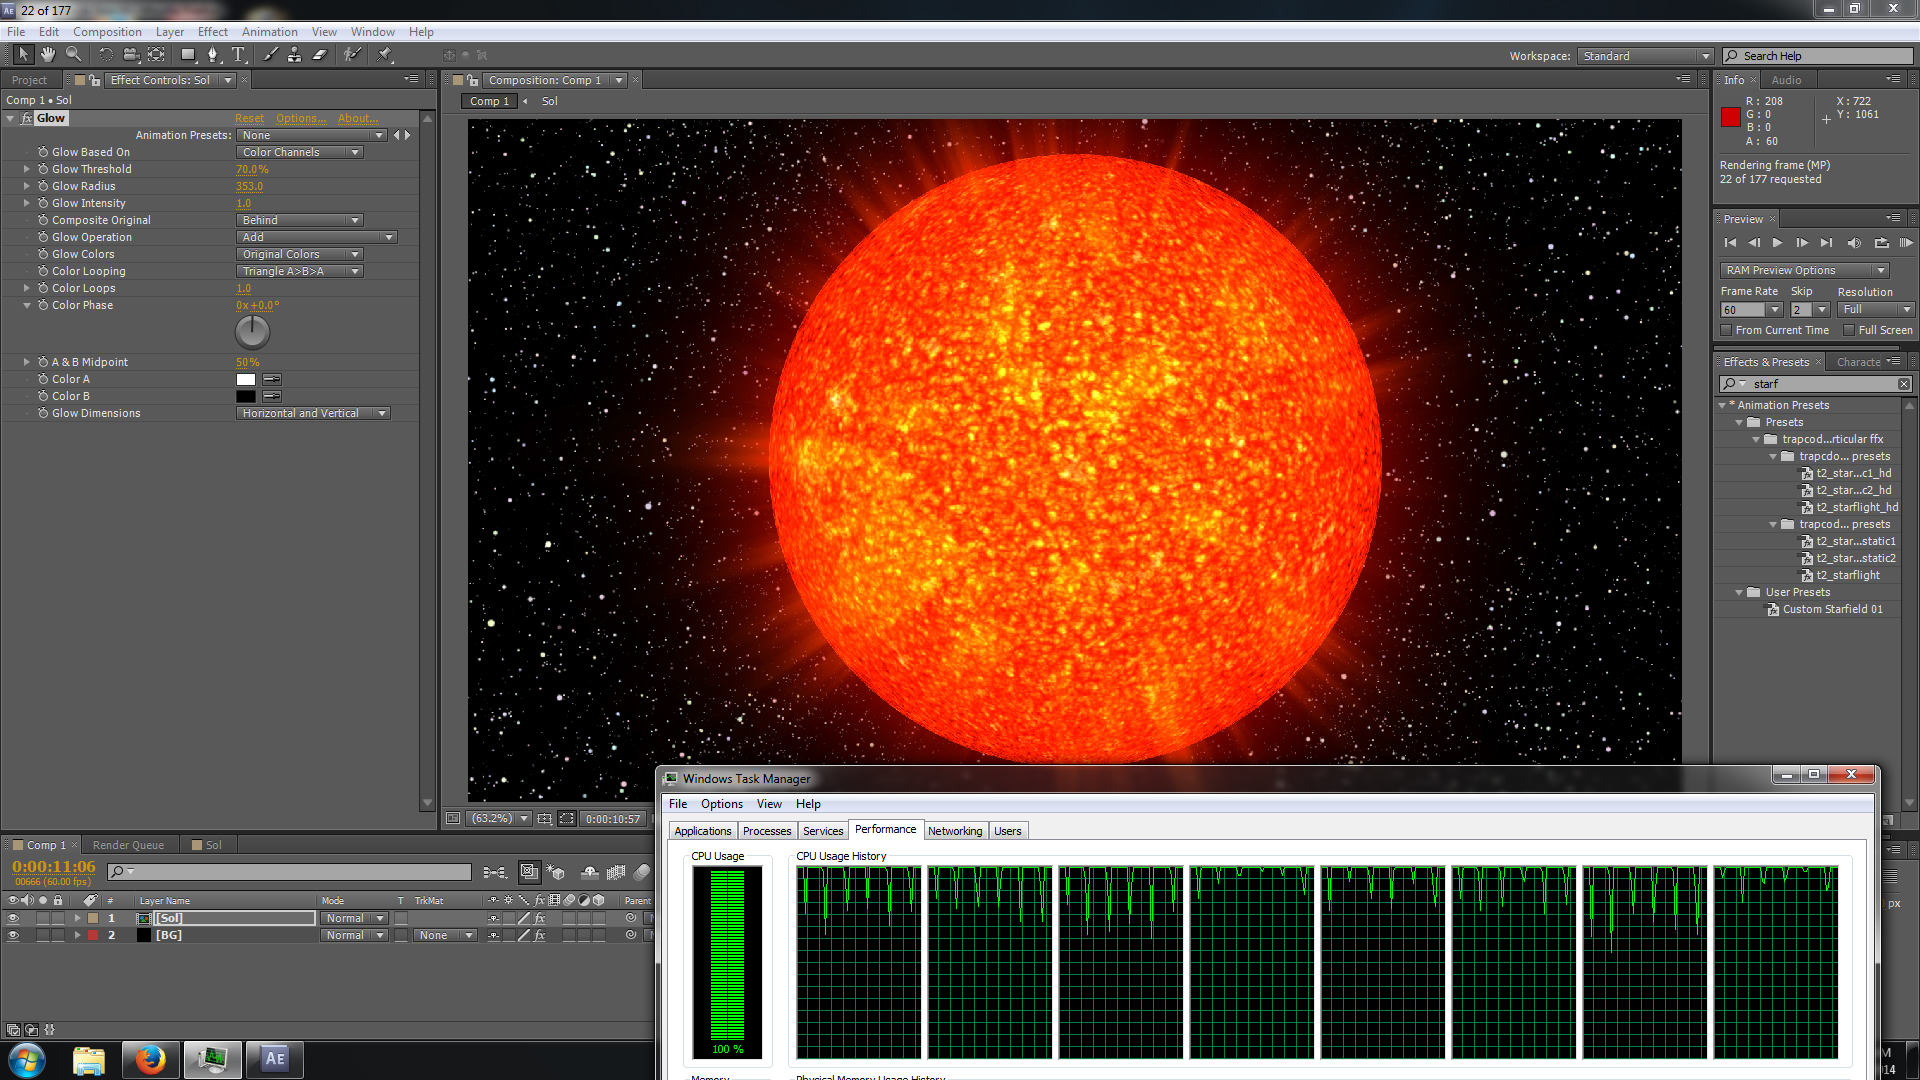 22 of 177
File Edit Composition Layer Effect Animation View Window Help
Workspace: Standard Search Help
Project Effect Controls: Sol
Comp 1 • Sol
fx Glow Reset Options... About...
Animation Presets: None
Glow Based On Color Channels
Glow Threshold 70.0%
Glow Radius 353.0
Glow Intensity 1.0
Composite Original Behind
Glow Operation Add
Glow Colors Original Colors
Color Looping Triangle A>B>A
Color Loops 1.0
Color Phase 0x+0.0°
A & B Midpoint 50%
Color A
Color B
Glow Dimensions Horizontal and Vertical
Composition: Comp 1
Comp 1 Sol
(63.2%) 0:00:10:57
Info Audio
R: 208 X: 722
G: 0 Y: 1061
B: 0
A: 60
Rendering frame (MP)
22 of 177 requested
Preview
RAM Preview Options
Frame Rate Skip Resolution
60 2 Full
From Current Time Full Screen
Effects & Presets Characte
starf
* Animation Presets
Presets
trapcod...rticular ffx
trapcdo... presets
t2_star...c1_hd
t2_star...c2_hd
t2_starflight_hd
trapcod... presets
t2_star...static1
t2_star...static2
t2_starflight
User Presets
Custom Starfield 01
Comp 1 Render Queue Sol
0:00:11:06
00666 (60.00 fps)
# Layer Name Mode T TrkMat Parent
1 [Sol] Normal
2 [BG] Normal None
Windows Task Manager
File Options View Help
Applications Processes Services Performance Networking Users
CPU Usage CPU Usage History
100 %
Memory Physical Memory Usage History
px
AE
M
014